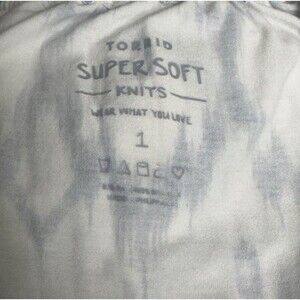 TORRID
SUPER SOFT
— KNITS —
WEAR WHAT YOU LOVE
1